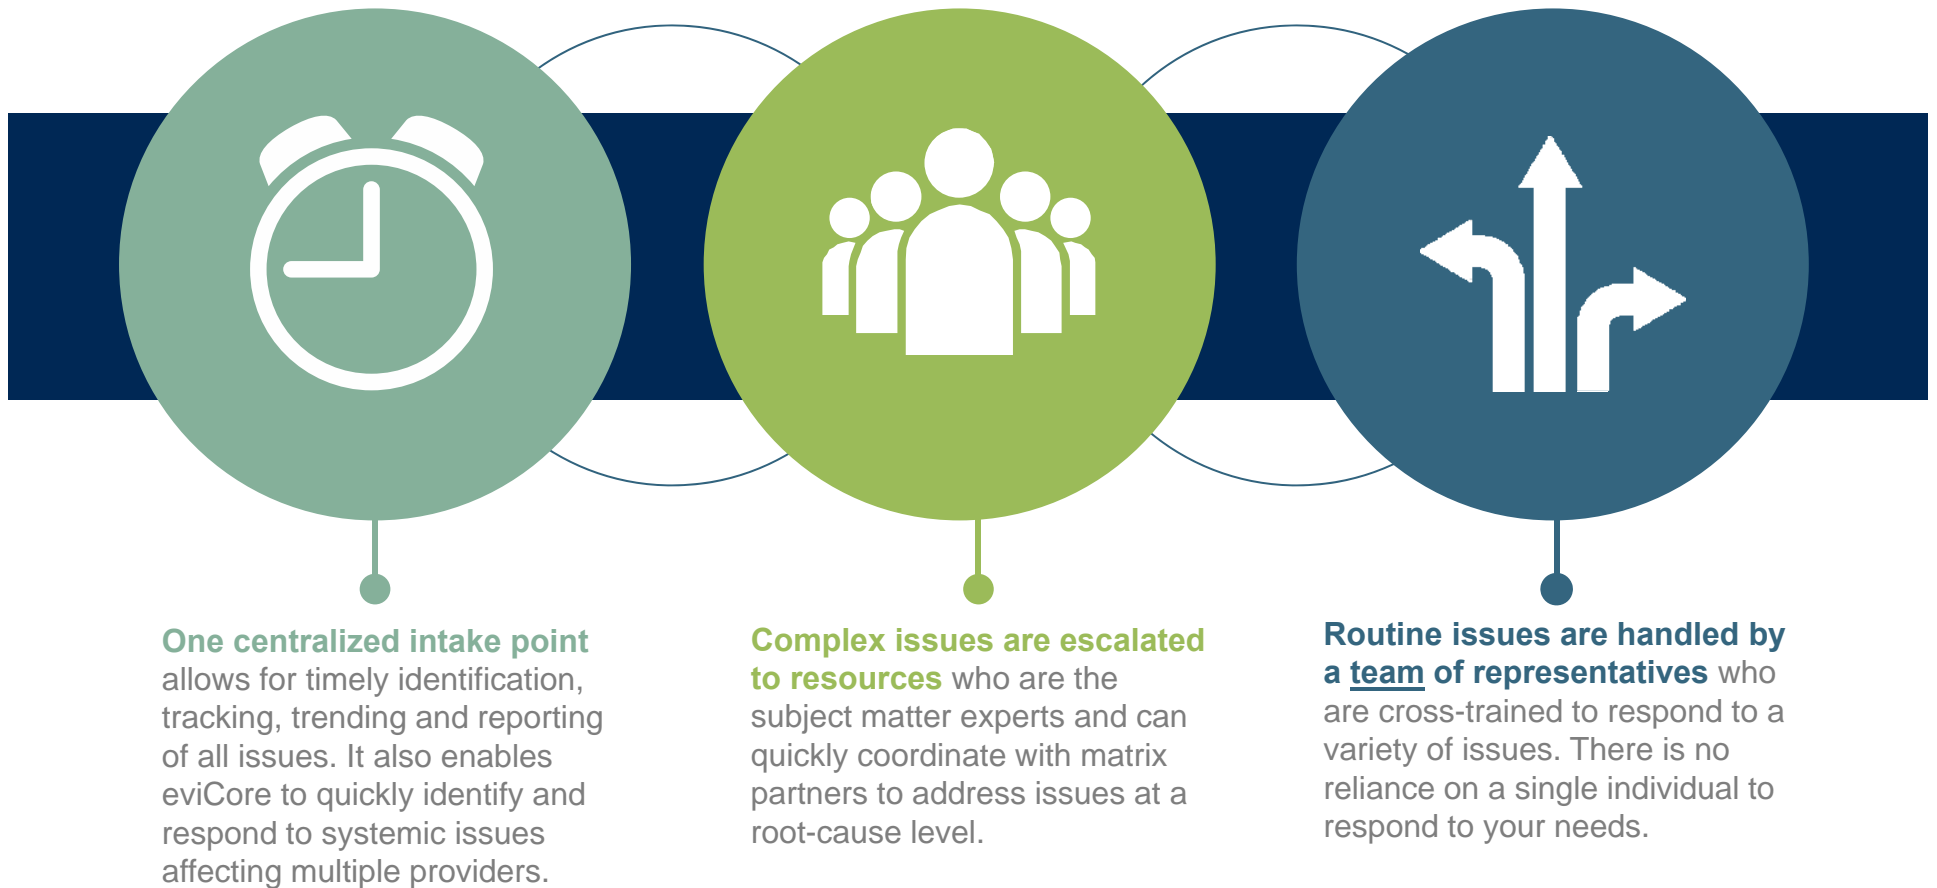 One centralized intake point
allows for timely identification,
tracking, trending and reporting
of all issues. It also enables
eviCore to quickly identify and
respond to systemic issues
affecting multiple providers.
Complex issues are escalated
to resources who are the
subject matter experts and can
quickly coordinate with matrix
partners to address issues at a
root-cause level.
Routine issues are handled by
a team of representatives who
are cross-trained to respond to a
variety of issues. There is no
reliance on a single individual to
respond to your needs.